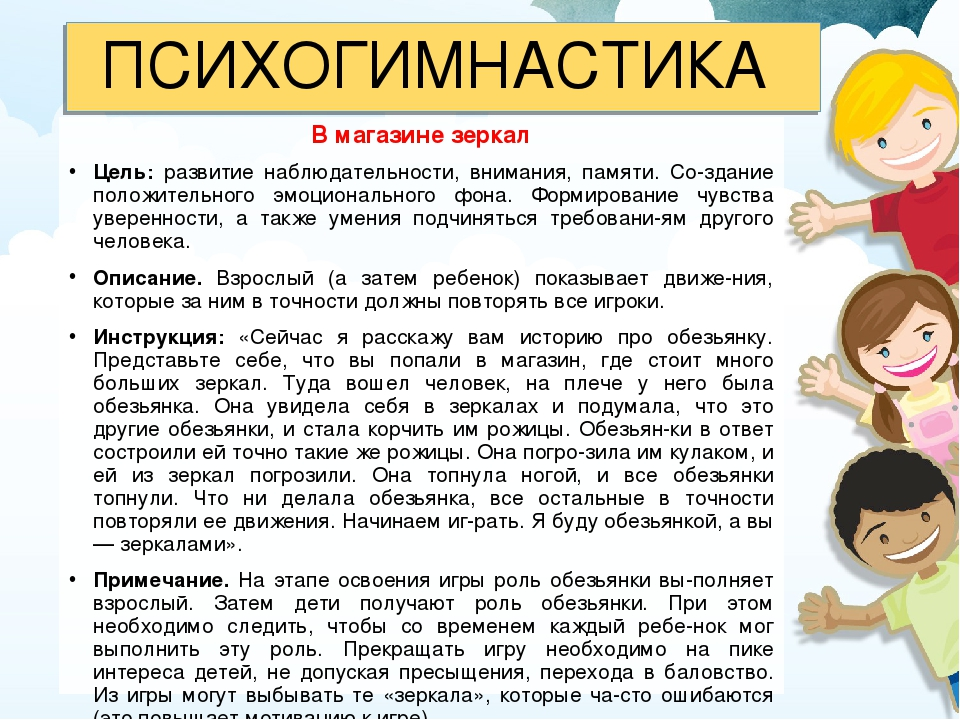 ПСИХОГИМНАСТИКА
В магазине зеркал
• Цель: развитие наблюдательности, внимания, памяти. Со-здание
положительного эмоционального фона. Формирование чувства
уверенности, а также умения подчиняться требовани-ям другого
человека.
• Описание. Взрослый (а затем ребенок) показывает движе-ния,
которые за ним в точности должны повторять все игроки.
• Инструкция: «Сейчас я расскажу вам историю про обезьянку.
Представьте себе, что вы попали в магазин, где стоит много
больших зеркал. Туда вошел человек, на плече у него была
обезьянка. Она увидела себя в зеркалах и подумала, что это
другие обезьянки, и стала корчить им рожицы. Обезьян-ки в ответ
состроили ей точно такие же рожицы. Она погро-зила им кулаком, и
ей из зеркал погрозили. Она топнула ногой, и все обезьянки
топнули. Что ни делала обезьянка, все остальные в точности
повторяли ее движения. Начинаем иг-рать. Я буду обезьянкой, а вы
— зеркалами».
• Примечание. На этапе освоения игры роль обезьянки вы-полняет
взрослый. Затем дети получают роль обезьянки. При этом
необходимо следить, чтобы со временем каждый ребе-нок мог
выполнить эту роль. Прекращать игру необходимо на пике
интереса детей, не допуская пресыщения, перехода в баловство.
Из игры могут выбывать те «зеркала», которые ча-сто ошибаются
(это повышает мотивацию к игре)